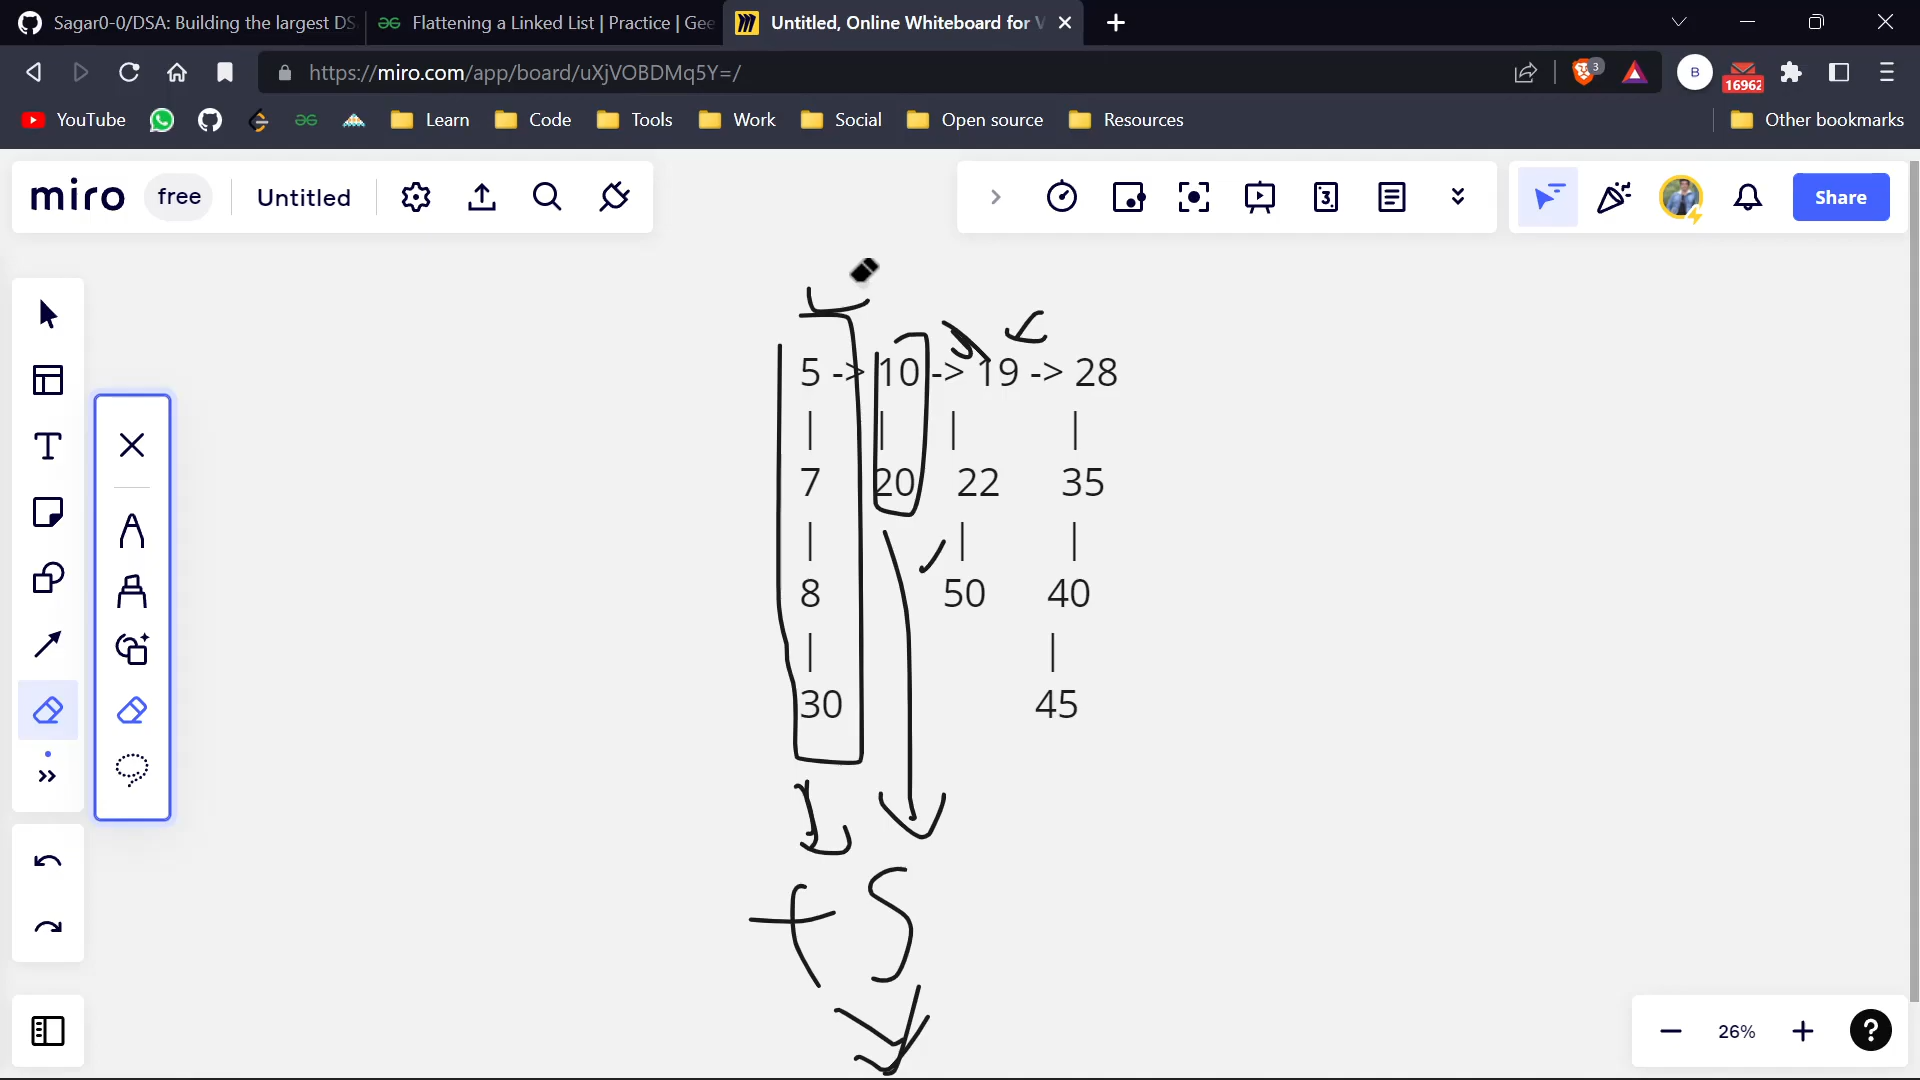 Sagar0-0/DSA: Building the largest DS
Flattening a Linked List | Practice | Gee
Untitled, Online Whiteboard for V
https://miro.com/app/board/uXjVOBDMq5Y=/
3
B
16962
YouTube
Learn
Code
Tools
Work
Social
Open source
Resources
Other bookmarks
miro
free
Untitled
3
Share
5 -> 10 -> 19 -> 28
| | | |
7 20 22 35
| | |
8 50 40
| |
30 45
f S
26%
?